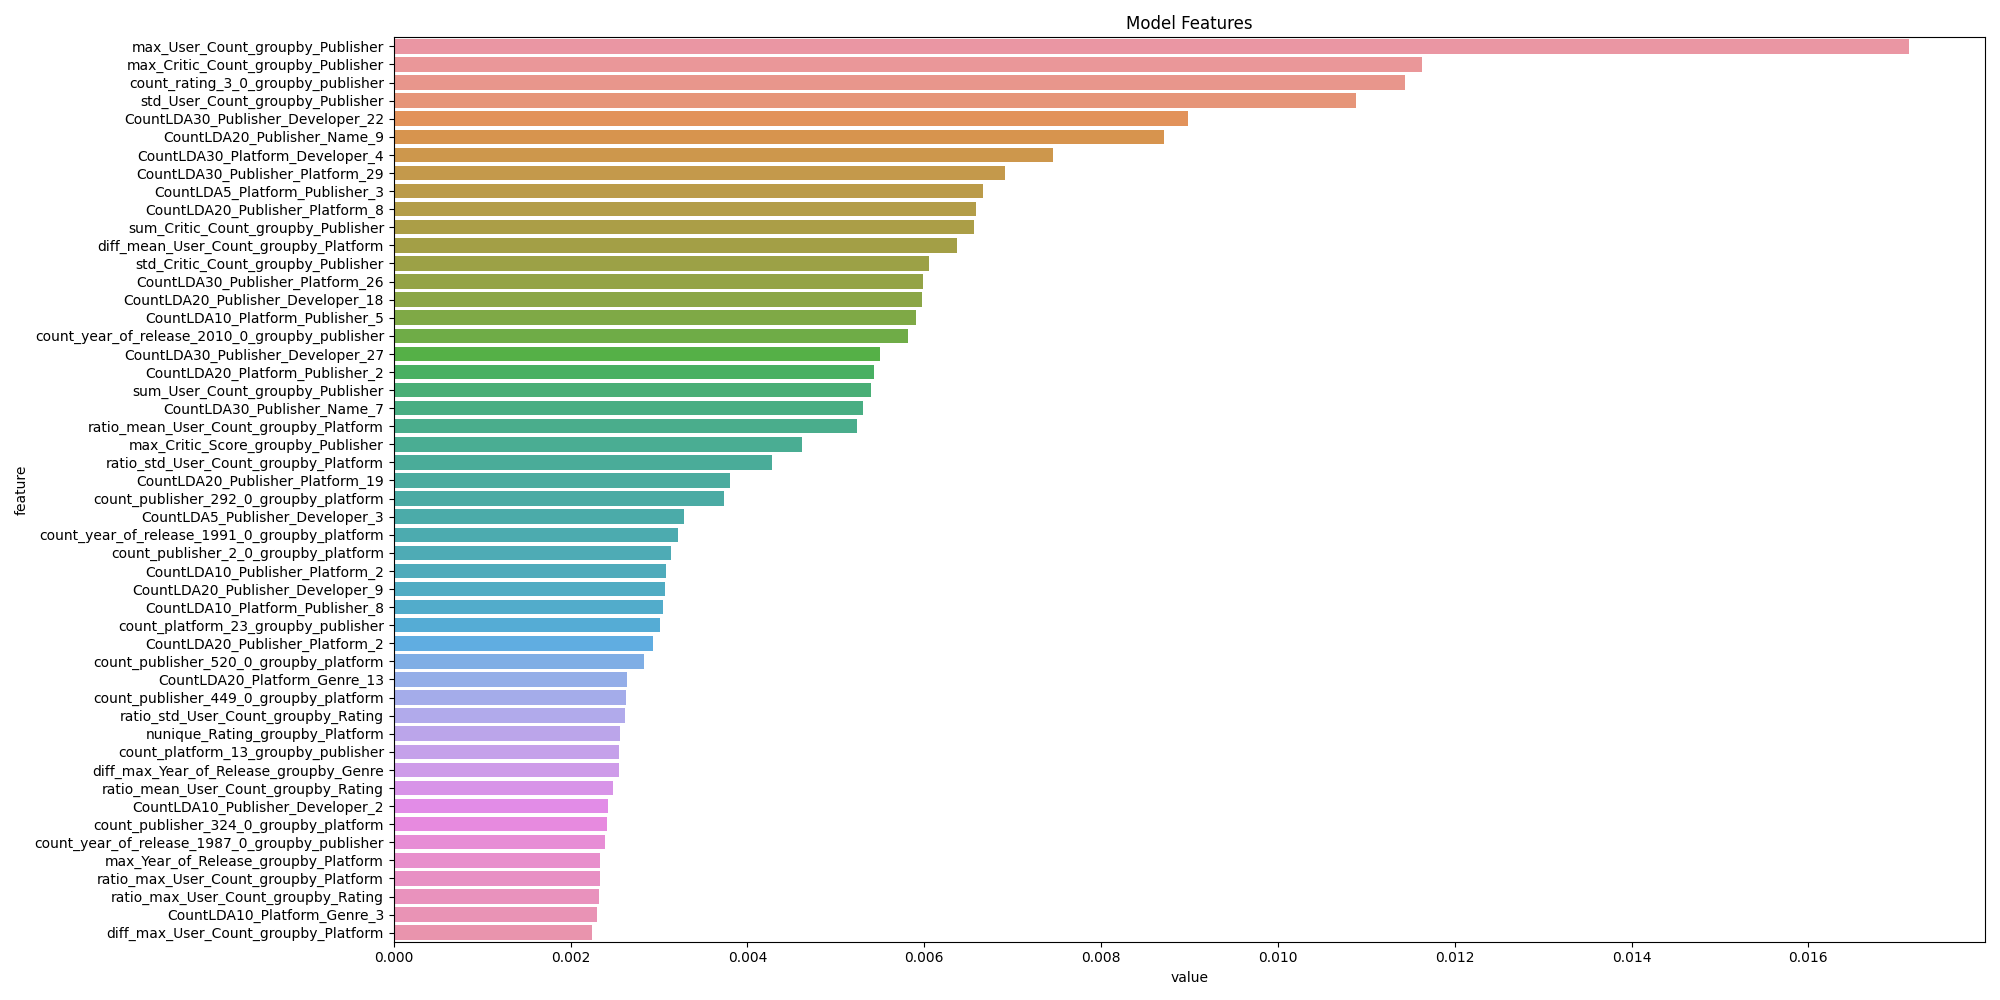 Model Features
max_User_Count_groupby_Publisher
max_Critic_Count_groupby_Publisher
count_rating_3_0_groupby_publisher
std_User_Count_groupby_Publisher
CountLDA30_Publisher_Developer_22
CountLDA20_Publisher_Name_9
CountLDA30_Platform_Developer_4
CountLDA30_Publisher_Platform_29
CountLDA5_Platform_Publisher_3
CountLDA20_Publisher_Platform_8
sum_Critic_Count_groupby_Publisher
diff_mean_User_Count_groupby_Platform
std_Critic_Count_groupby_Publisher
CountLDA30_Publisher_Platform_26
CountLDA20_Publisher_Developer_18
CountLDA10_Platform_Publisher_5
count_year_of_release_2010_0_groupby_publisher
CountLDA30_Publisher_Developer_27
CountLDA20_Platform_Publisher_2
sum_User_Count_groupby_Publisher
CountLDA30_Publisher_Name_7
ratio_mean_User_Count_groupby_Platform
max_Critic_Score_groupby_Publisher
ratio_std_User_Count_groupby_Platform
CountLDA20_Publisher_Platform_19
count_publisher_292_0_groupby_platform
CountLDA5_Publisher_Developer_3
count_year_of_release_1991_0_groupby_platform
count_publisher_2_0_groupby_platform
CountLDA10_Publisher_Platform_2
CountLDA20_Publisher_Developer_9
CountLDA10_Platform_Publisher_8
count_platform_23_groupby_publisher
CountLDA20_Publisher_Platform_2
count_publisher_520_0_groupby_platform
CountLDA20_Platform_Genre_13
count_publisher_449_0_groupby_platform
ratio_std_User_Count_groupby_Rating
nunique_Rating_groupby_Platform
count_platform_13_groupby_publisher
diff_max_Year_of_Release_groupby_Genre
ratio_mean_User_Count_groupby_Rating
CountLDA10_Publisher_Developer_2
count_publisher_324_0_groupby_platform
count_year_of_release_1987_0_groupby_publisher
max_Year_of_Release_groupby_Platform
ratio_max_User_Count_groupby_Platform
ratio_max_User_Count_groupby_Rating
CountLDA10_Platform_Genre_3
diff_max_User_Count_groupby_Platform
feature
0.000 0.002 0.004 0.006 0.008 0.010 0.012 0.014 0.016
value